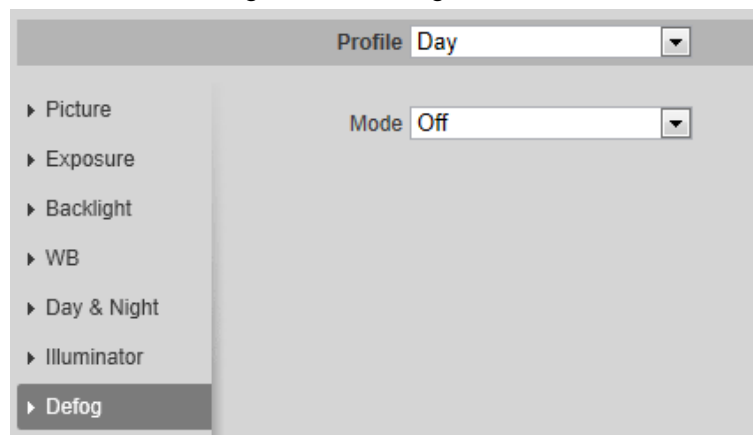 Profile Day
Mode Off
Picture
Exposure
Backlight
WB
Day & Night
Illuminator
Defog